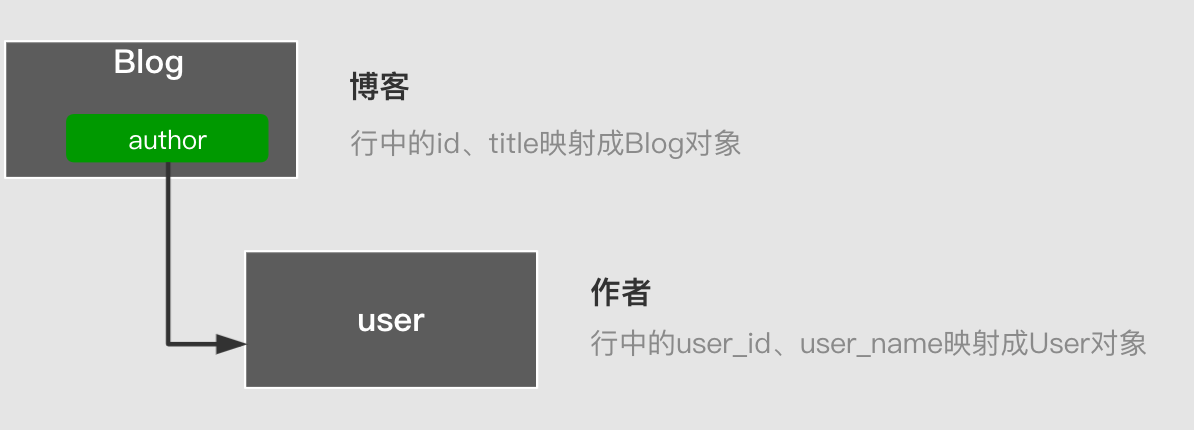 Blog
author
博客
行中的id、title映射成Blog对象
user
作者
行中的user_id、user_name映射成User对象